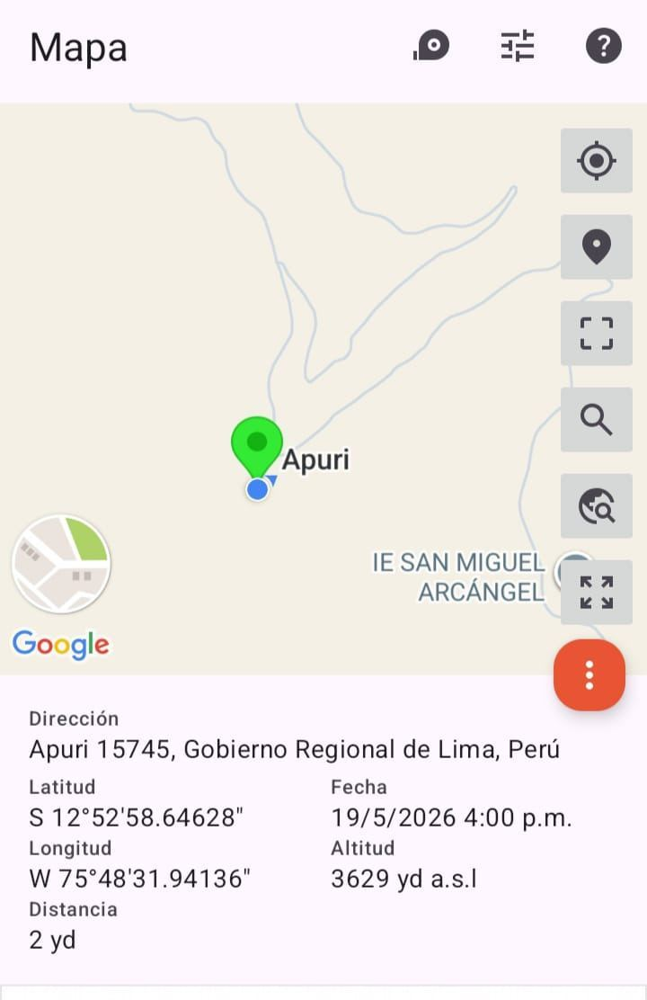 Mapa
Apuri
IE SAN MIGUEL
ARCÁNGEL
Google
Dirección
Apuri 15745, Gobierno Regional de Lima, Perú
Latitud
S 12°52'58.64628"
Fecha
19/5/2026 4:00 p.m.
Longitud
W 75°48'31.94136"
Altitud
3629 yd a.s.l
Distancia
2 yd